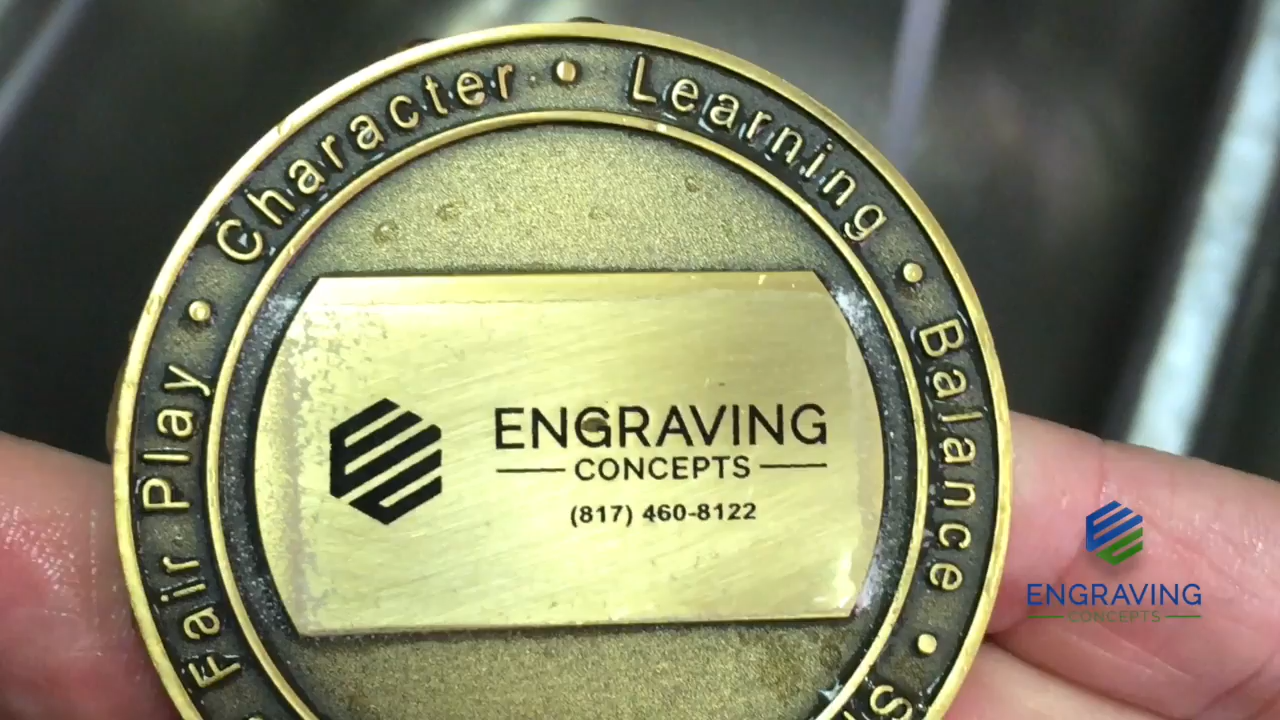 Fair Play • Character • Learning • Balance •
ENGRAVING
CONCEPTS
(817) 460-8122
ENGRAVING
CONCEPTS